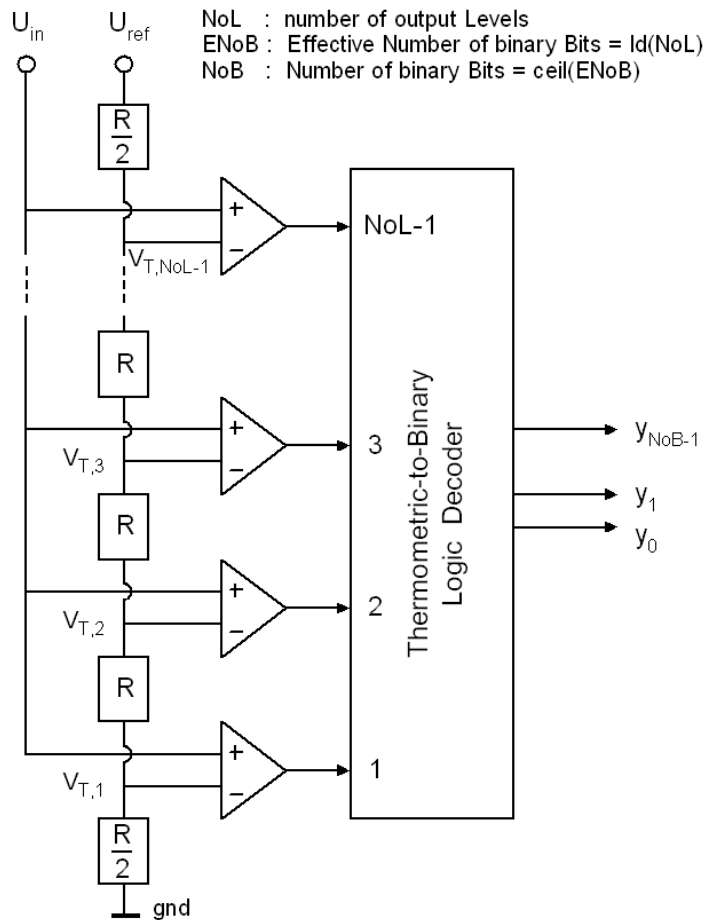 U_in U_ref
NoL : number of output Levels
ENoB : Effective Number of binary Bits = ld(NoL)
NoB : Number of binary Bits = ceil(ENoB)
R
2
+
−
V_T,NoL-1
NoL-1
R
+
−
V_T,3
3
R
+
−
V_T,2
2
R
+
−
V_T,1
1
R
2
gnd
Thermometric-to-Binary
Logic Decoder
y_NoB-1
y_1
y_0